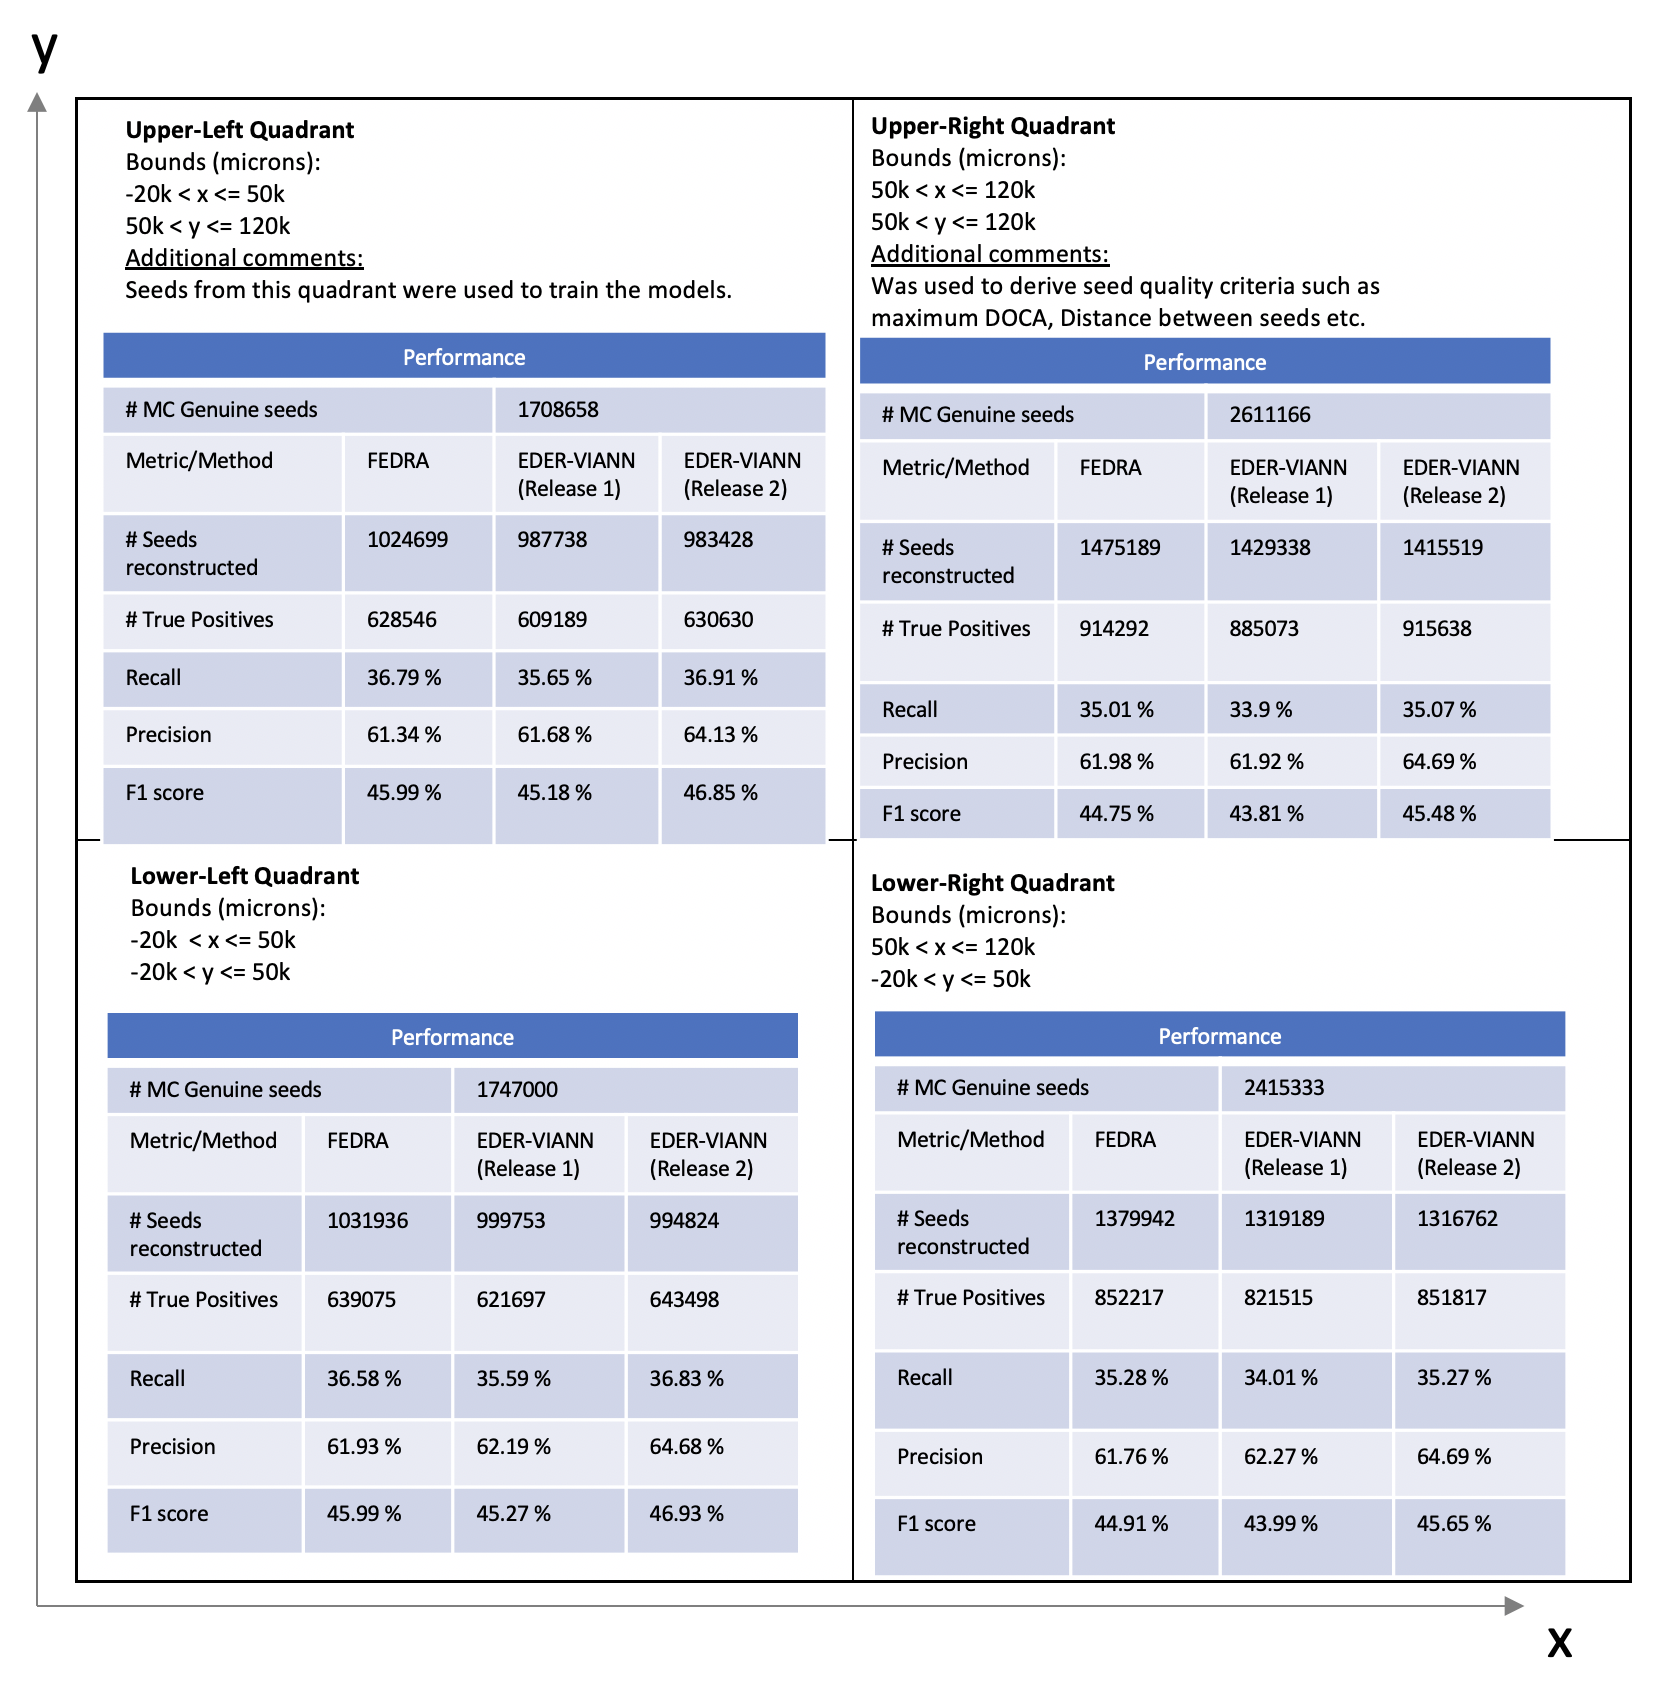 y
Upper-Left Quadrant
Bounds (microns):
-20k < x <= 50k
50k < y <= 120k
Additional comments:
Seeds from this quadrant were used to train the models.
Performance
# MC Genuine seeds 1708658
Metric/Method FEDRA EDER-VIANN (Release 1) EDER-VIANN (Release 2)
# Seeds reconstructed 1024699 987738 983428
# True Positives 628546 609189 630630
Recall 36.79 % 35.65 % 36.91 %
Precision 61.34 % 61.68 % 64.13 %
F1 score 45.99 % 45.18 % 46.85 %
Upper-Right Quadrant
Bounds (microns):
50k < x <= 120k
50k < y <= 120k
Additional comments:
Was used to derive seed quality criteria such as
maximum DOCA, Distance between seeds etc.
Performance
# MC Genuine seeds 2611166
Metric/Method FEDRA EDER-VIANN (Release 1) EDER-VIANN (Release 2)
# Seeds reconstructed 1475189 1429338 1415519
# True Positives 914292 885073 915638
Recall 35.01 % 33.9 % 35.07 %
Precision 61.98 % 61.92 % 64.69 %
F1 score 44.75 % 43.81 % 45.48 %
Lower-Left Quadrant
Bounds (microns):
-20k < x <= 50k
-20k < y <= 50k
Performance
# MC Genuine seeds 1747000
Metric/Method FEDRA EDER-VIANN (Release 1) EDER-VIANN (Release 2)
# Seeds reconstructed 1031936 999753 994824
# True Positives 639075 621697 643498
Recall 36.58 % 35.59 % 36.83 %
Precision 61.93 % 62.19 % 64.68 %
F1 score 45.99 % 45.27 % 46.93 %
Lower-Right Quadrant
Bounds (microns):
50k < x <= 120k
-20k < y <= 50k
Performance
# MC Genuine seeds 2415333
Metric/Method FEDRA EDER-VIANN (Release 1) EDER-VIANN (Release 2)
# Seeds reconstructed 1379942 1319189 1316762
# True Positives 852217 821515 851817
Recall 35.28 % 34.01 % 35.27 %
Precision 61.76 % 62.27 % 64.69 %
F1 score 44.91 % 43.99 % 45.65 %
x